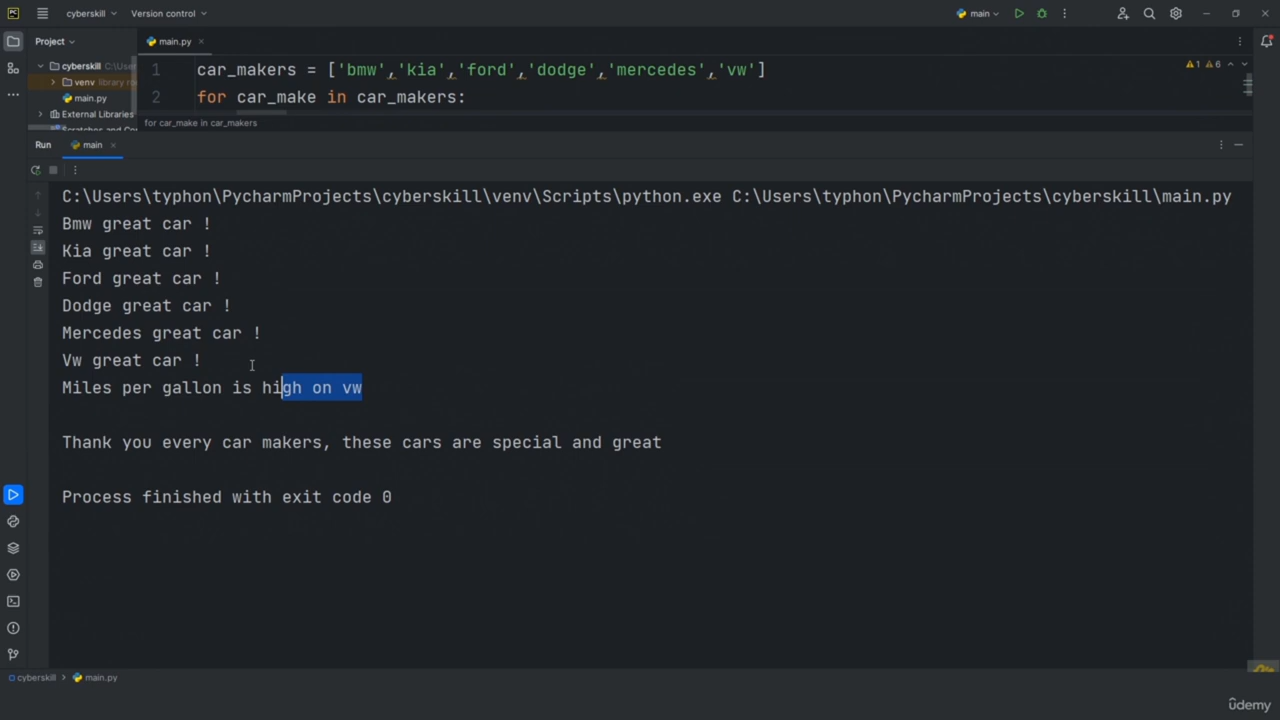 cyberskill
Version control
main
Project
main.py
cyberskill C:\User
venv library ro
main.py
External Libraries
Scratches and Co
1 car_makers = ['bmw','kia','ford','dodge','mercedes','vw']
2 for car_make in car_makers:
1 6
for car_make in car_makers
Run
main
C:\Users\typhon\PycharmProjects\cyberskill\venv\Scripts\python.exe C:\Users\typhon\PycharmProjects\cyberskill\main.py
Bmw great car !
Kia great car !
Ford great car !
Dodge great car !
Mercedes great car !
Vw great car !
Miles per gallon is high on vw
Thank you every car makers, these cars are special and great
Process finished with exit code 0
cyberskill > main.py
udemy